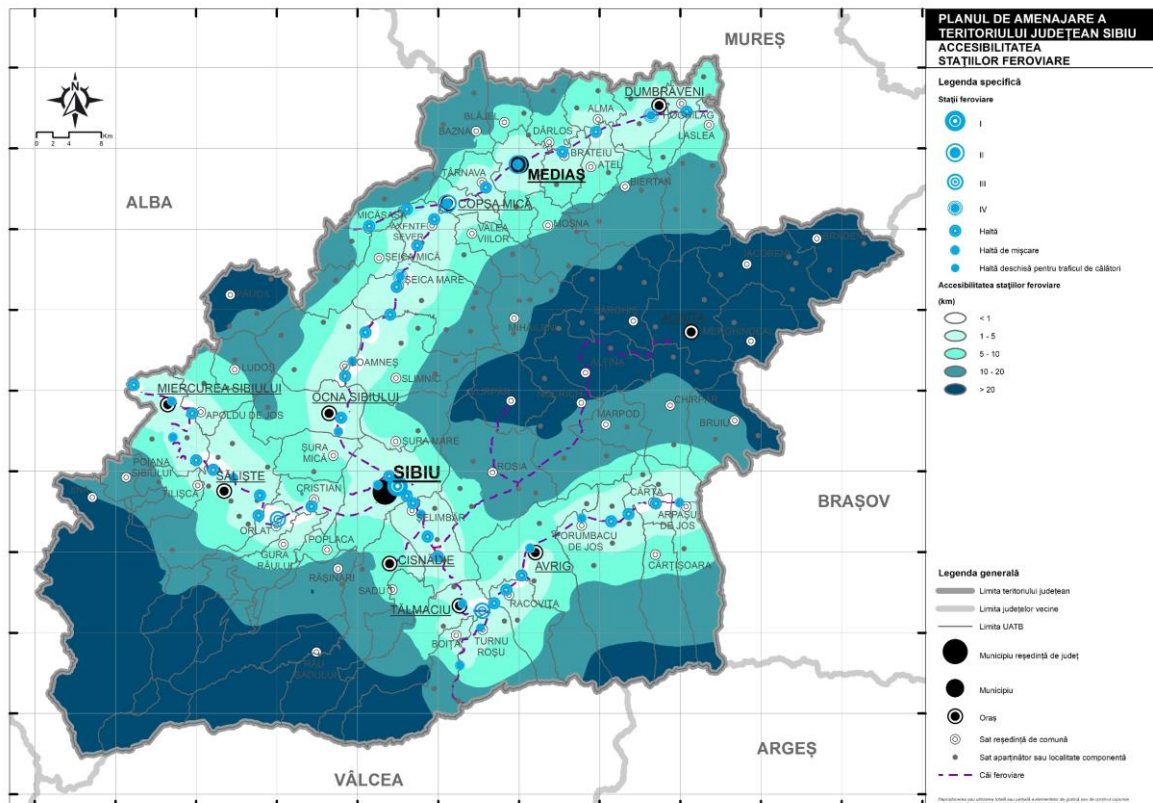 PLANUL DE AMENAJARE A
TERITORIULUI JUDEȚEAN SIBIU
ACCESIBILITATEA
STAȚIILOR FEROVIARE
Legenda specifică
Stații feroviare
I
II
III
IV
Haltă
Haltă de mișcare
Haltă deschisă pentru traficul de călători
Accesibilitatea stațiilor feroviare
(km)
< 1
1 - 5
5 - 10
10 - 20
> 20
Legenda generală
Limita teritoriului județean
Limita județelor vecine
Limita UATB
Municipiu reședință de județ
Municipiu
Oraș
Sat reședință de comună
Sat aparținător sau localitate componentă
Căi feroviare
N
0 2 4 8
Km
MUREȘ
ALBA
BRAȘOV
ARGEȘ
VÂLCEA
DUMBRĂVENI
ALMA
HOGHILAG
LASLEA
BLĂJEL
BAZNA
DÂRLOS
BRATEIU
ATEL
MEDIAȘ
BIERTAN
TÂRNAVA
COPȘA MICĂ
MICĂSASA
AXENTE
SEVER
VALEA
VIILOR
MOȘNA
ȘEICA MICĂ
ȘEICA MARE
BRĂDENI
IACOBENI
PĂUCA
MIHĂILENI
BÂRGHIȘ
MERGHINDEAL
LUDOȘ
LOAMNEȘ
SLIMNIC
ALȚINA
MIERCUREA SIBIULUI
APOLDU DE JOS
OCNA SIBIULUI
NOCRICH
MARPOD
CHIRPĂR
BRUIU
ȘURA
MICĂ
ȘURA MARE
ROȘIA
POIANA
SIBIULUI
SĂLIȘTE
TILIȘCA
SIBIU
CRISTIAN
ȘELIMBĂR
ORLAT
GURA
RÂULUI
POPLACA
RĂȘINARI
CISNĂDIE
SADU
TĂLMACIU
BOIȚA
TURNU
ROȘU
RACOVIȚA
AVRIG
PORUMBACU
DE JOS
CÂRȚA
ARPAȘU
DE JOS
CÂRȚIȘOARA
RÂU
SADULUI